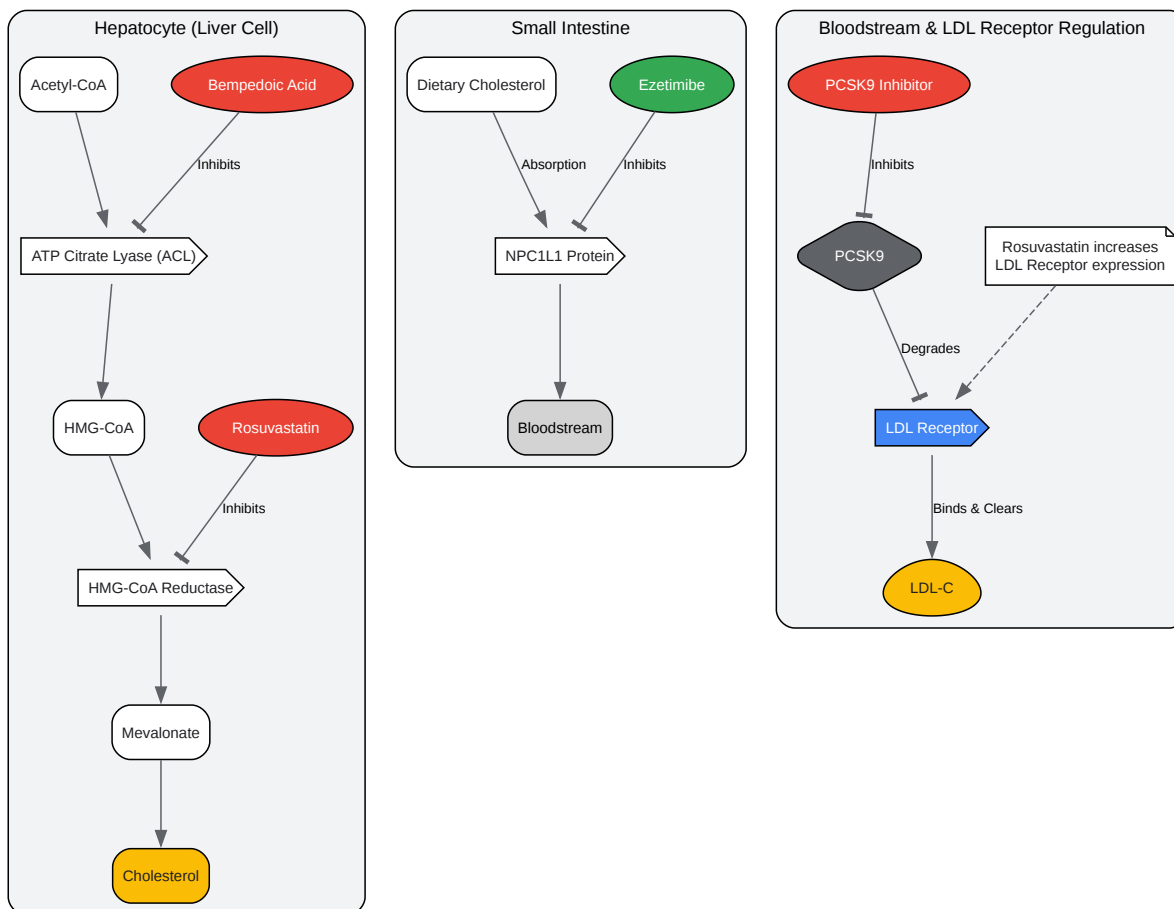 Hepatocyte (Liver Cell)
Acetyl-CoA
Bempedoic Acid
Inhibits
ATP Citrate Lyase (ACL)
HMG-CoA
Rosuvastatin
Inhibits
HMG-CoA Reductase
Mevalonate
Cholesterol
Small Intestine
Dietary Cholesterol
Ezetimibe
Absorption
Inhibits
NPC1L1 Protein
Bloodstream
Bloodstream & LDL Receptor Regulation
PCSK9 Inhibitor
Inhibits
PCSK9
Rosuvastatin increases
LDL Receptor expression
Degrades
LDL Receptor
Binds & Clears
LDL-C